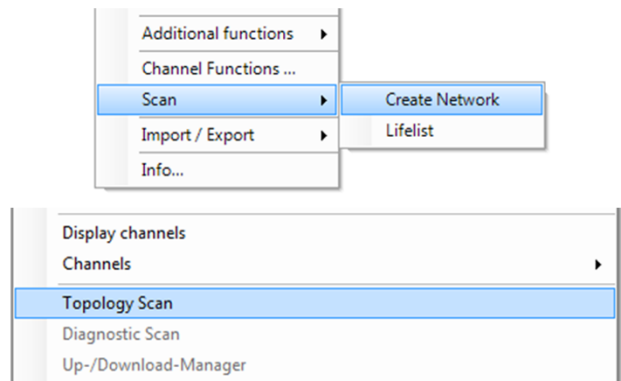 Additional functions
Channel Functions ...
Scan
Create Network
Lifelist
Import / Export
Info...
Display channels
Channels
Topology Scan
Diagnostic Scan
Up-/Download-Manager